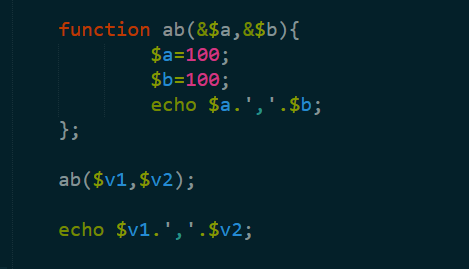 function ab(&$a,&$b){
$a=100;
$b=100;
echo $a.','.$b;
};
ab($v1,$v2);
echo $v1.','.$v2;